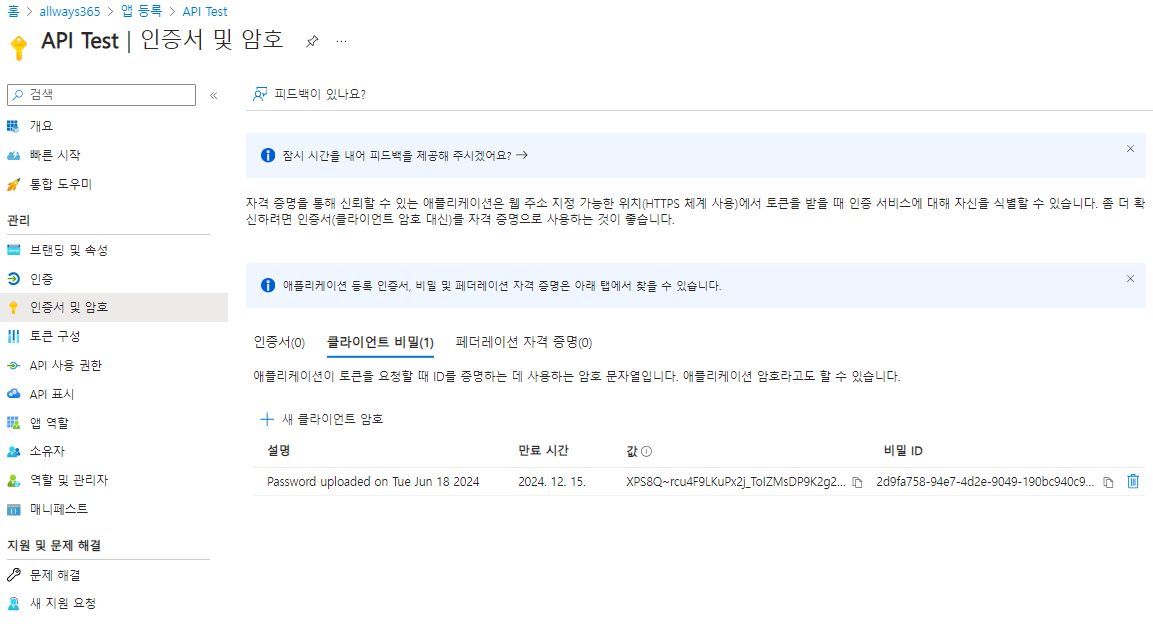 홈 > allways365 > 앱 등록 > API Test
API Test | 인증서 및 암호
검색
개요
빠른 시작
통합 도우미
관리
브랜딩 및 속성
인증
인증서 및 암호
토큰 구성
API 사용 권한
API 표시
앱 역할
소유자
역할 및 관리자
매니페스트
지원 및 문제 해결
문제 해결
새 지원 요청
피드백이 있나요?
잠시 시간을 내어 피드백을 제공해 주시겠어요? →
자격 증명을 통해 신뢰할 수 있는 애플리케이션은 웹 주소 지정 가능한 위치(HTTPS 체계 사용)에서 토큰을 받을 때 인증 서비스에 대해 자신을 식별할 수 있습니다. 좀 더 확
신하려면 인증서(클라이언트 암호 대신)를 자격 증명으로 사용하는 것이 좋습니다.
애플리케이션 등록 인증서, 비밀 및 페더레이션 자격 증명은 아래 탭에서 찾을 수 있습니다.
인증서(0) 클라이언트 비밀(1) 페더레이션 자격 증명(0)
애플리케이션이 토큰을 요청할 때 ID를 증명하는 데 사용하는 암호 문자열입니다. 애플리케이션 암호라고도 할 수 있습니다.
새 클라이언트 암호
설명 만료 시간 값 비밀 ID
Password uploaded on Tue Jun 18 2024 2024. 12. 15. XPS8Q~rcu4F9LKuPx2j_ToIZMsDP9K2g2... 2d9fa758-94e7-4d2e-9049-190bc940c9...